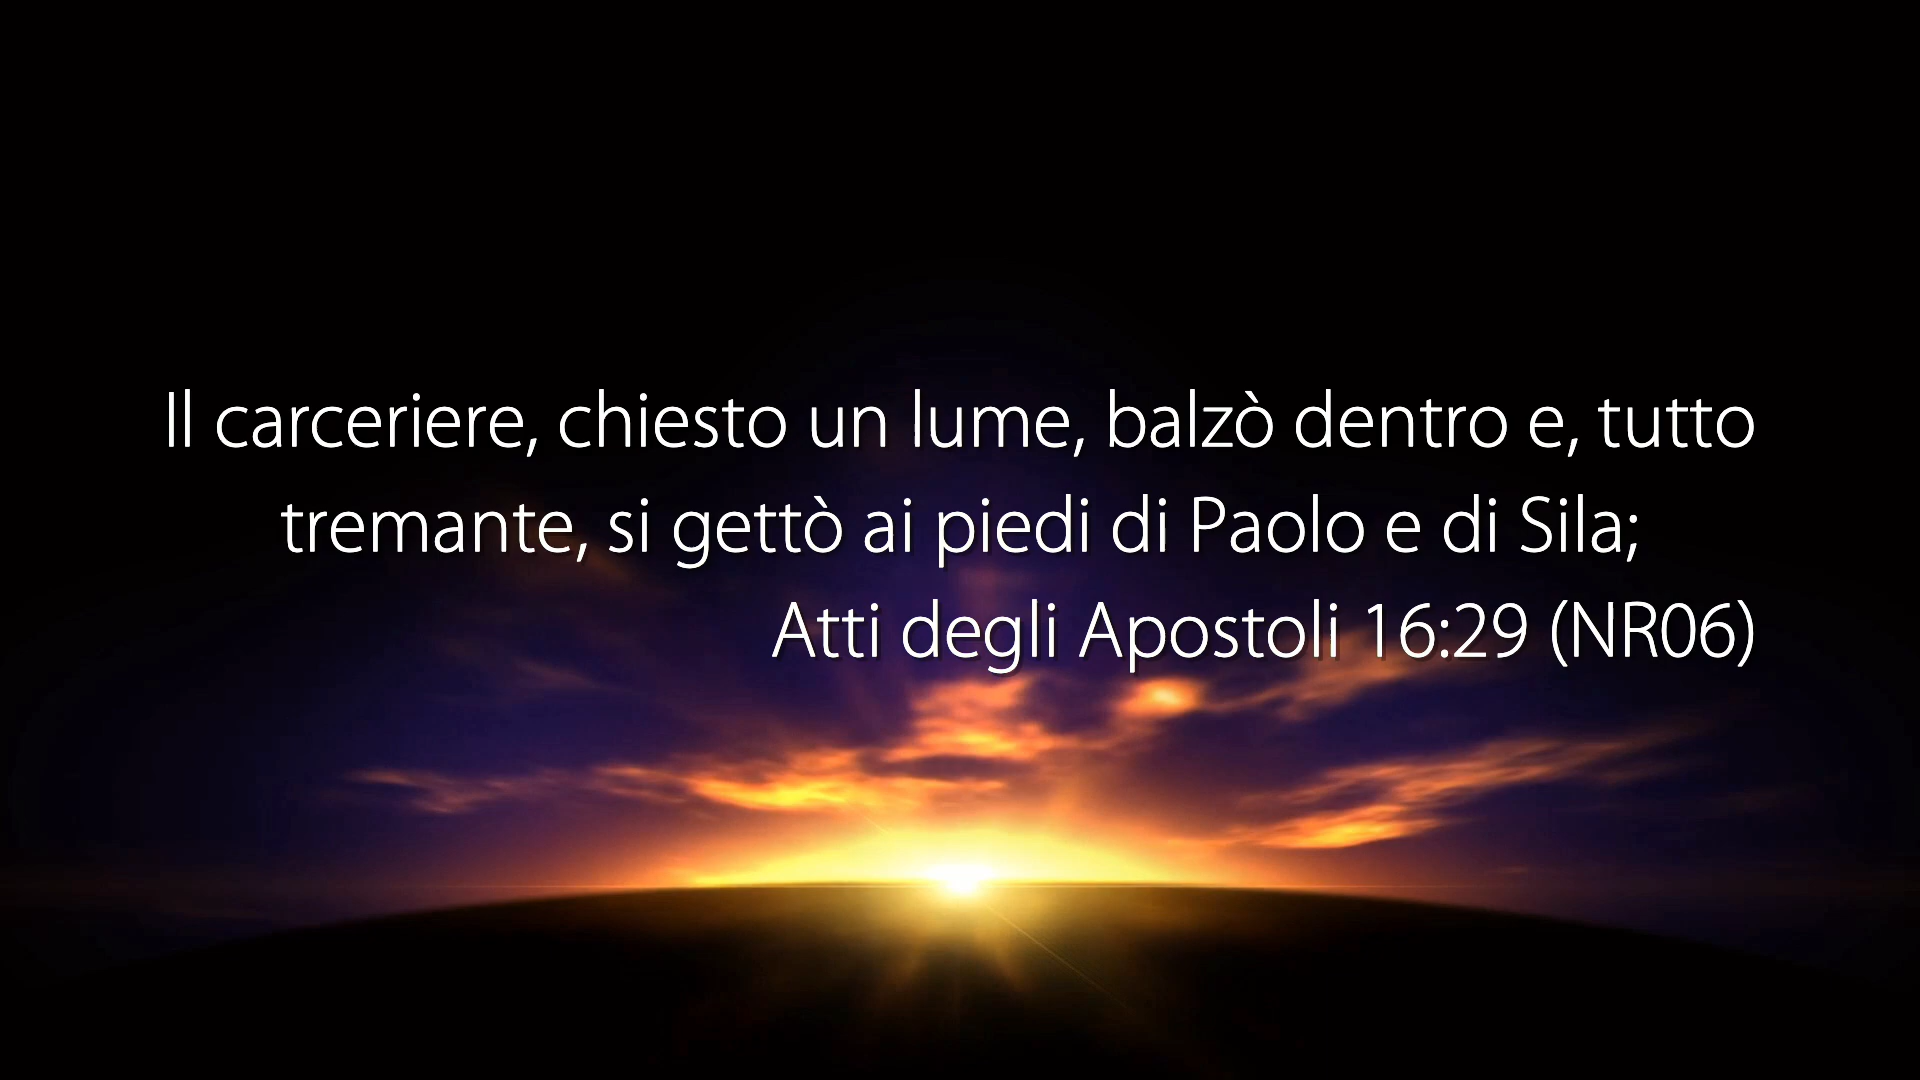 Il carceriere, chiesto un lume, balzò dentro e, tutto
tremante, si gettò ai piedi di Paolo e di Sila;
Atti degli Apostoli 16:29 (NR06)